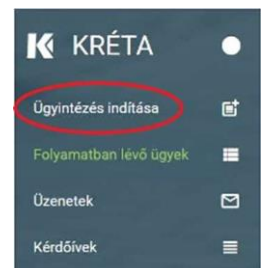 KRÉTA
Ügyintézés indítása
Folyamatban lévő ügyek
Üzenetek
Kérdőívek